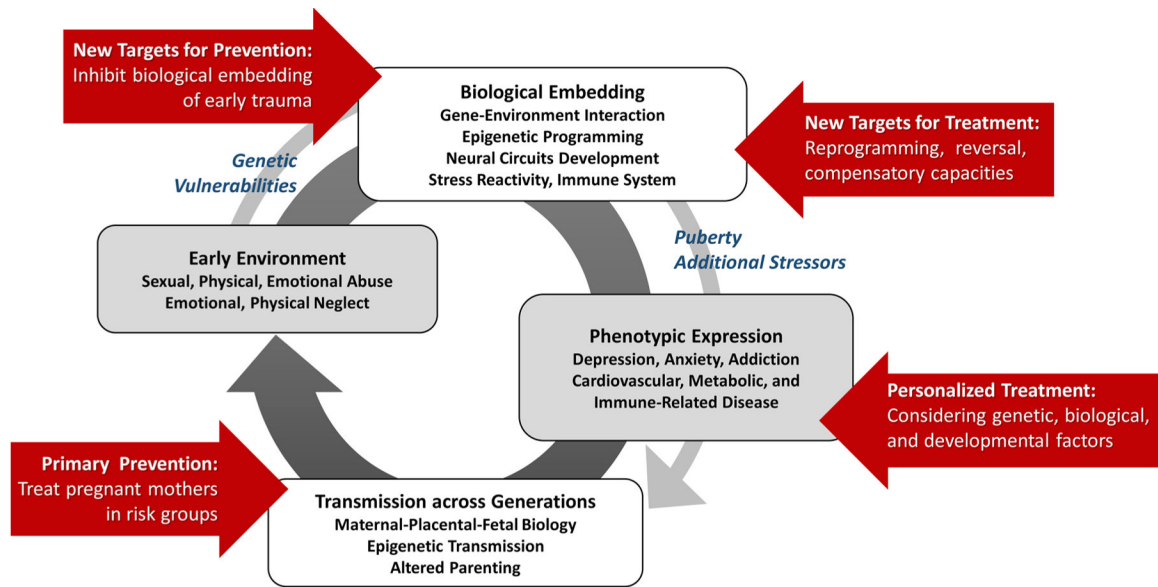 New Targets for Prevention:
Inhibit biological embedding
of early trauma
Biological Embedding
Gene-Environment Interaction
Epigenetic Programming
Neural Circuits Development
Stress Reactivity, Immune System
New Targets for Treatment:
Reprogramming, reversal,
compensatory capacities
Genetic
Vulnerabilities
Puberty
Additional Stressors
Early Environment
Sexual, Physical, Emotional Abuse
Emotional, Physical Neglect
Phenotypic Expression
Depression, Anxiety, Addiction
Cardiovascular, Metabolic, and
Immune-Related Disease
Personalized Treatment:
Considering genetic, biological,
and developmental factors
Primary Prevention:
Treat pregnant mothers
in risk groups
Transmission across Generations
Maternal-Placental-Fetal Biology
Epigenetic Transmission
Altered Parenting